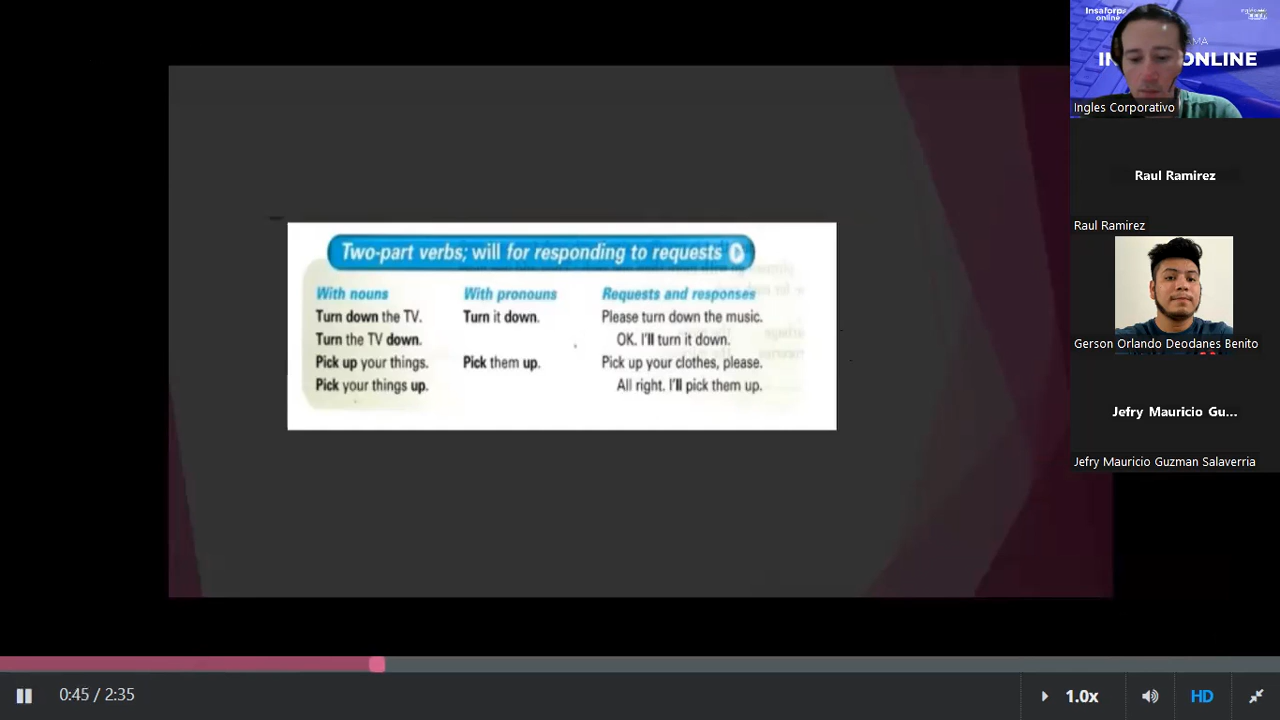 Two-part verbs; will for responding to requests
With nouns With pronouns Requests and responses
Turn down the TV. Turn it down. Please turn down the music.
Turn the TV down. OK. I'll turn it down.
Pick up your things. Pick them up. Pick up your clothes, please.
Pick your things up. All right. I'll pick them up.
Insaforp
online
ONLINE
Ingles Corporativo
Raul Ramirez
Raul Ramirez
Gerson Orlando Deodanes Benito
Jefry Mauricio Gu...
Jefry Mauricio Guzman Salaverria
0:45 / 2:35
1.0x
HD